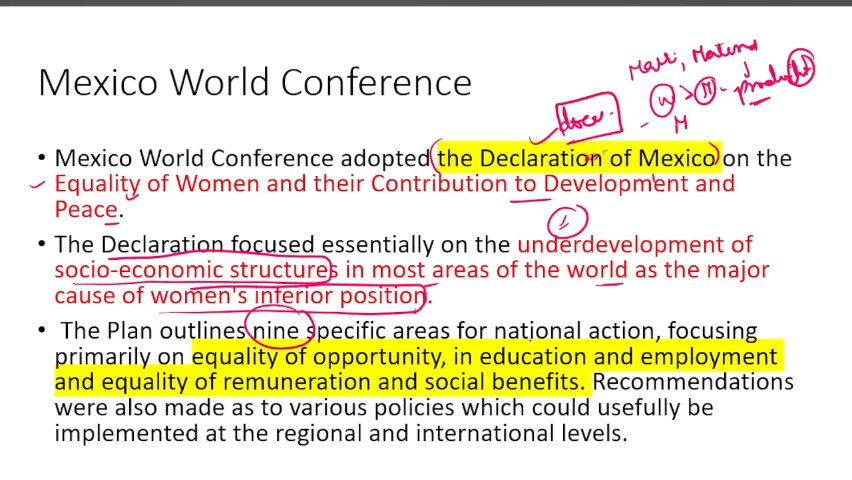 Mexico World Conference
• Mexico World Conference adopted the Declaration of Mexico on the
Equality of Women and their Contribution to Development and
Peace.
• The Declaration focused essentially on the underdevelopment of
socio-economic structures in most areas of the world as the major
cause of women's inferior position.
• The Plan outlines nine specific areas for national action, focusing
primarily on equality of opportunity, in education and employment
and equality of remuneration and social benefits. Recommendations
were also made as to various policies which could usefully be
implemented at the regional and international levels.